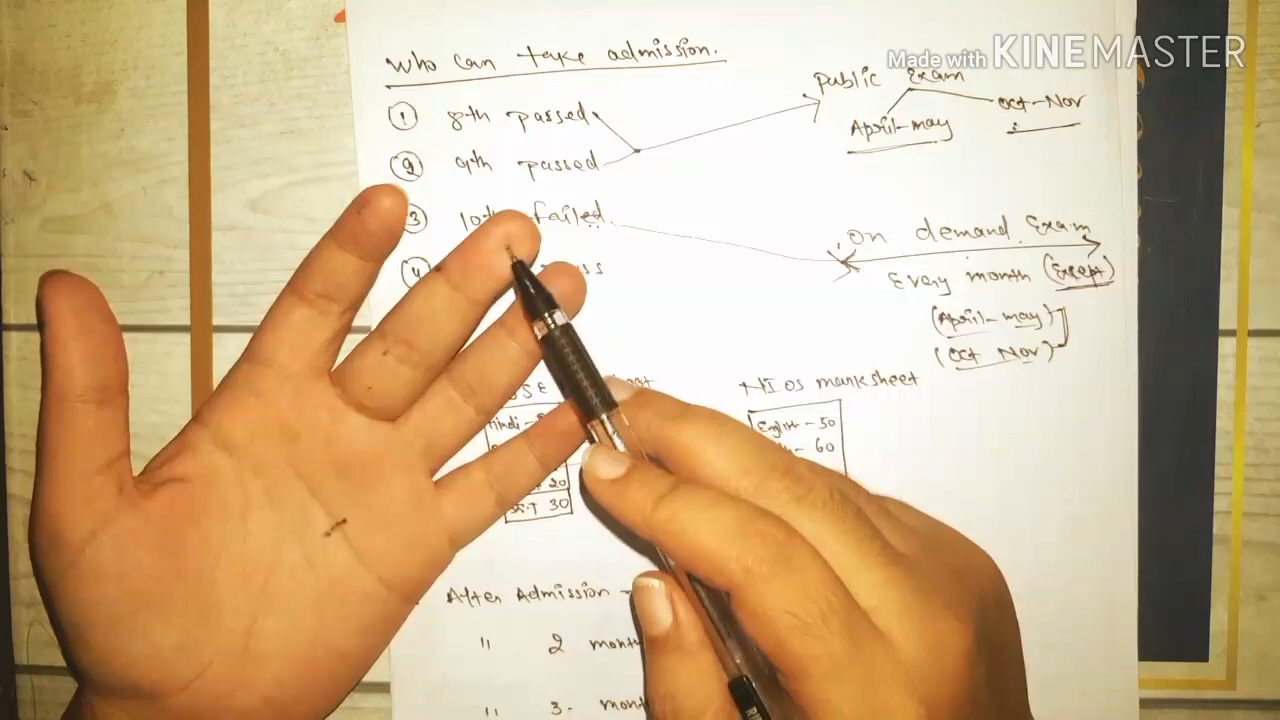 Made with KINEMASTER
who can take admission.
① 8th passed
② 9th passed
③ 10th failed.
④
public Exam
April-may
oct-Nov
on demand Exam
Every month (Except)
(April-may)
(oct Nov)
NIOS marksheet
English - 50
60
Hindi
20
S.S.T 30
After Admission -
" 2 month
" 3- month